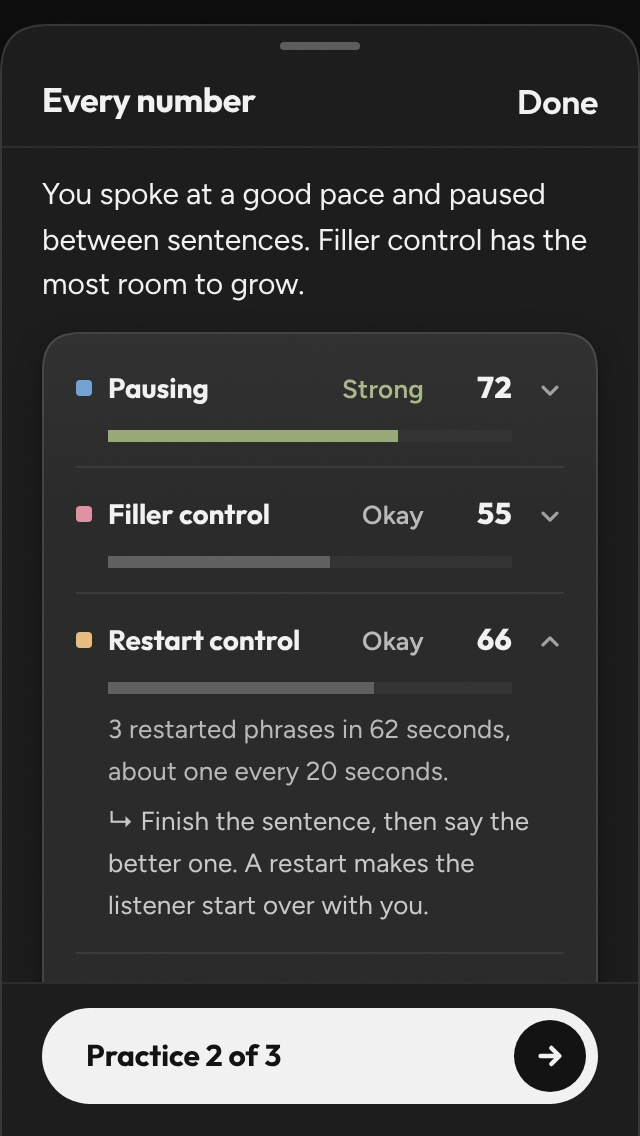 Every number
Done
You spoke at a good pace and paused
between sentences. Filler control has the
most room to grow.
Pausing Strong 72
Filler control Okay 55
Restart control Okay 66
3 restarted phrases in 62 seconds,
about one every 20 seconds.
↳ Finish the sentence, then say the
better one. A restart makes the
listener start over with you.
Practice 2 of 3